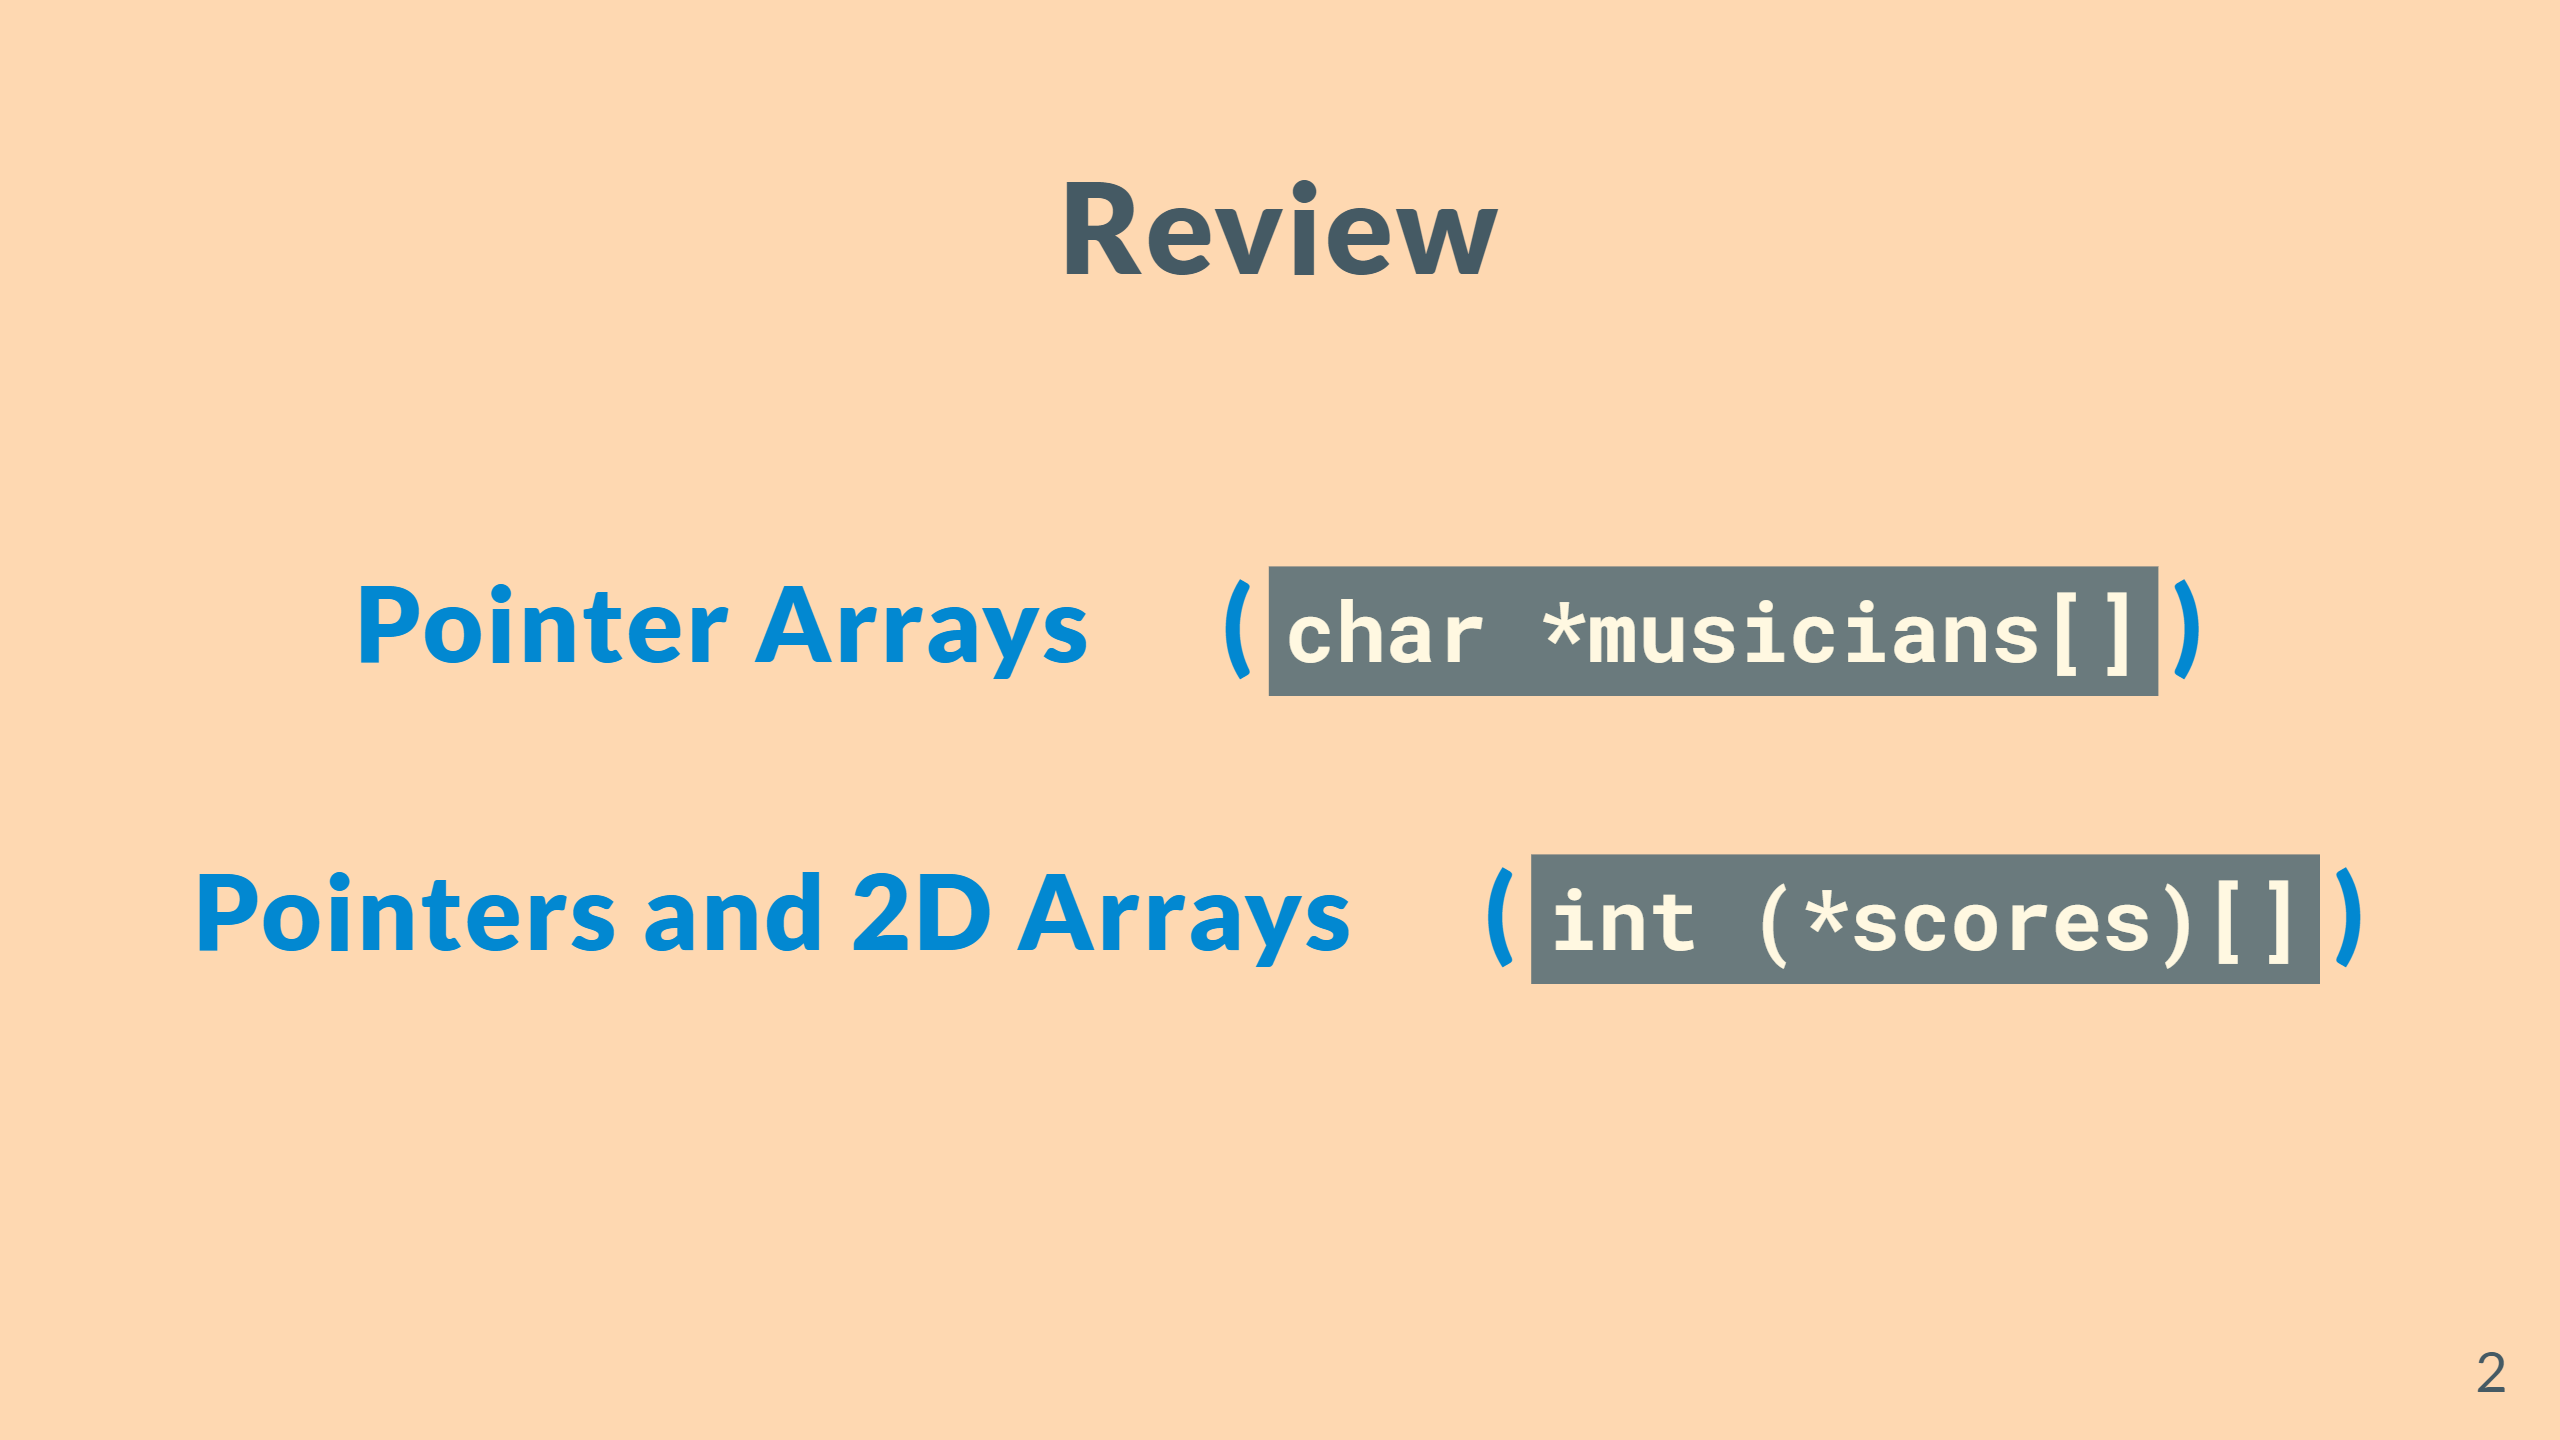 Review
Pointer Arrays (char *musicians[])
Pointers and 2D Arrays (int (*scores)[])
2